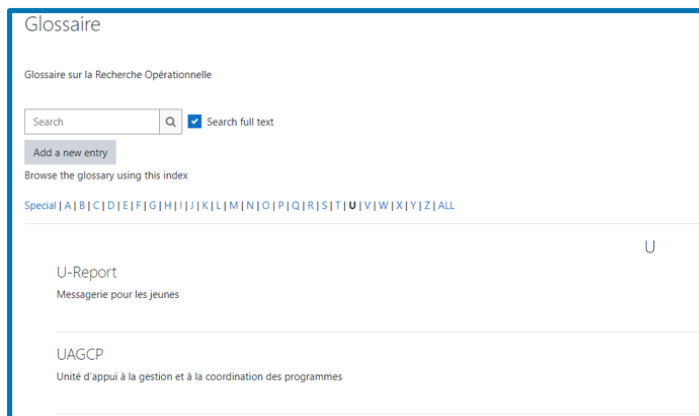 Glossaire
Glossaire sur la Recherche Opérationnelle
Search
Search full text
Add a new entry
Browse the glossary using this index
Special | A | B | C | D | E | F | G | H | I | J | K | L | M | N | O | P | Q | R | S | T | U | V | W | X | Y | Z | ALL
U
U-Report
Messagerie pour les jeunes
UAGCP
Unité d'appui à la gestion et à la coordination des programmes